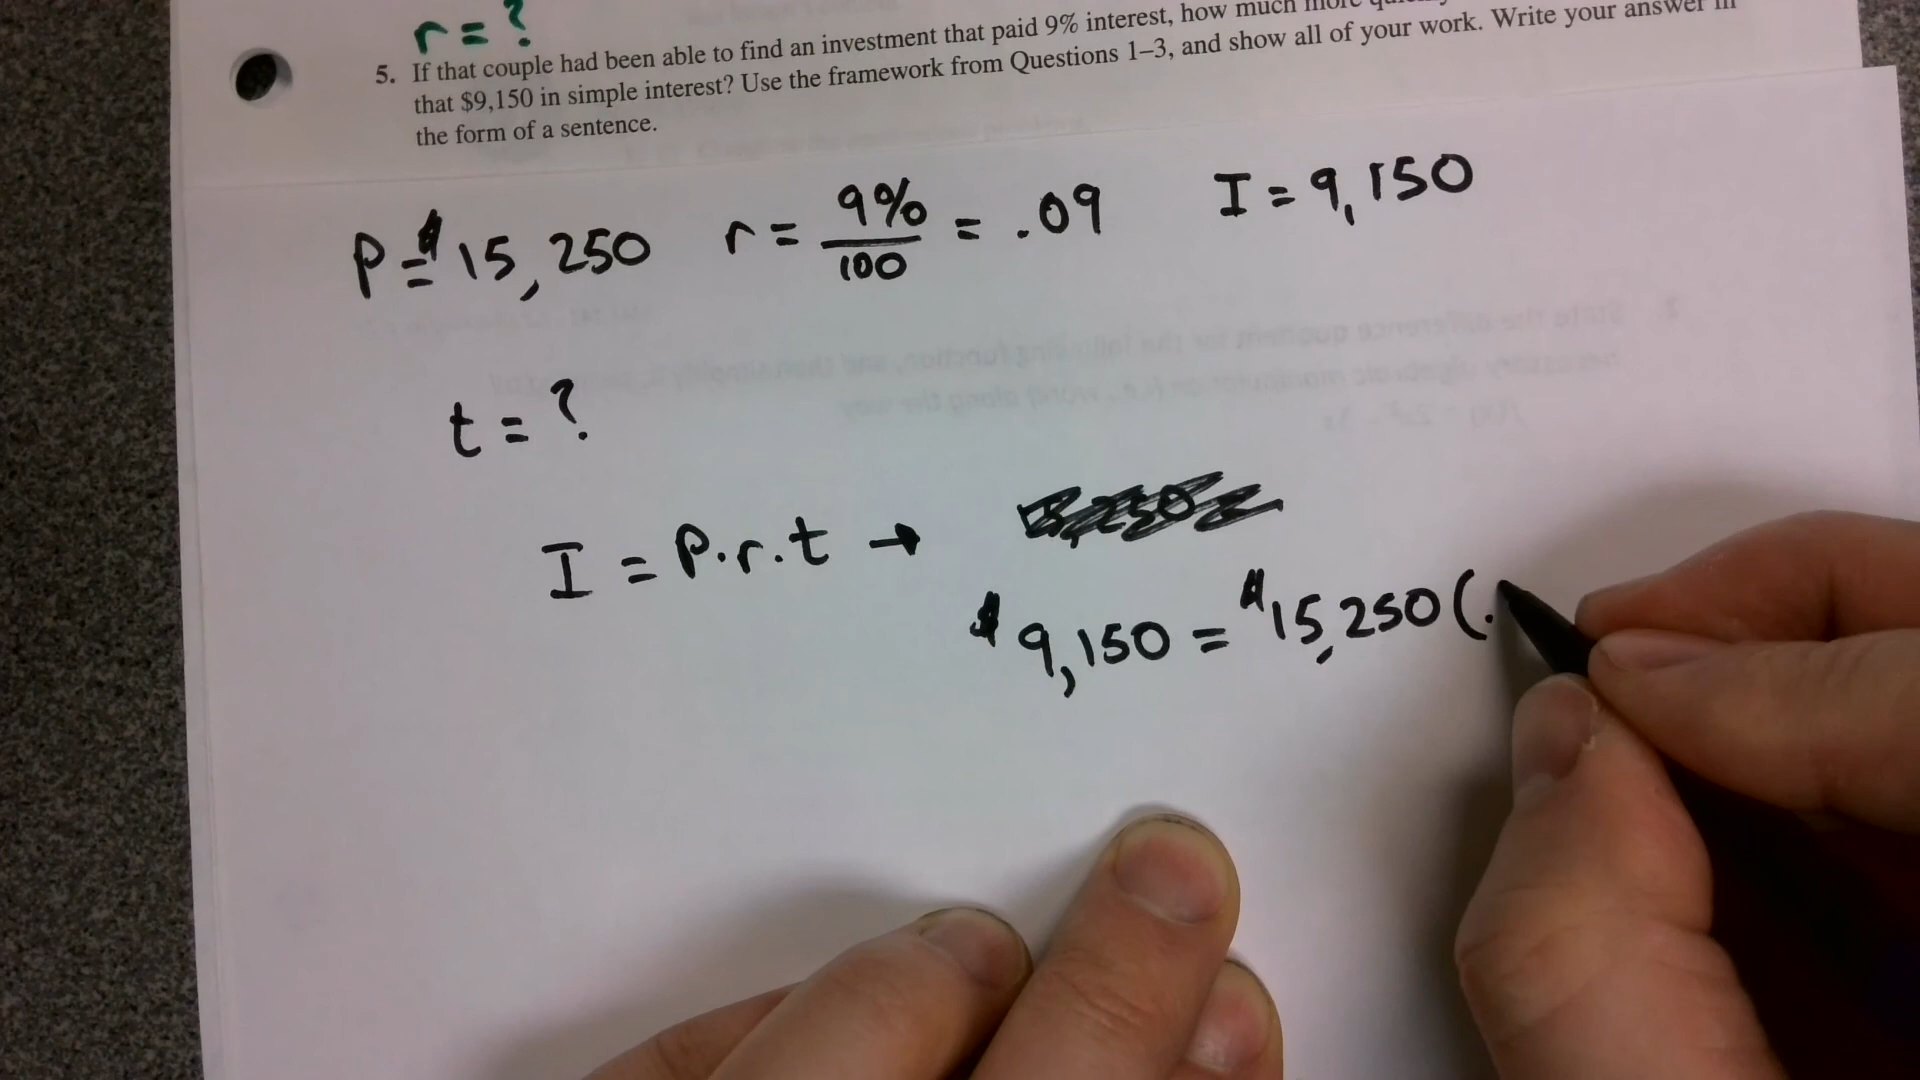 r = ?
5. If that couple had been able to find an investment that paid 9% interest, how much more
that $9,150 in simple interest? Use the framework from Questions 1–3, and show all of your work. Write your answer in
the form of a sentence.
P = $15,250 r = 9%/100 = .09 I = 9,150
t = ?
I = P.r.t →
$9,150 = $15,250(.